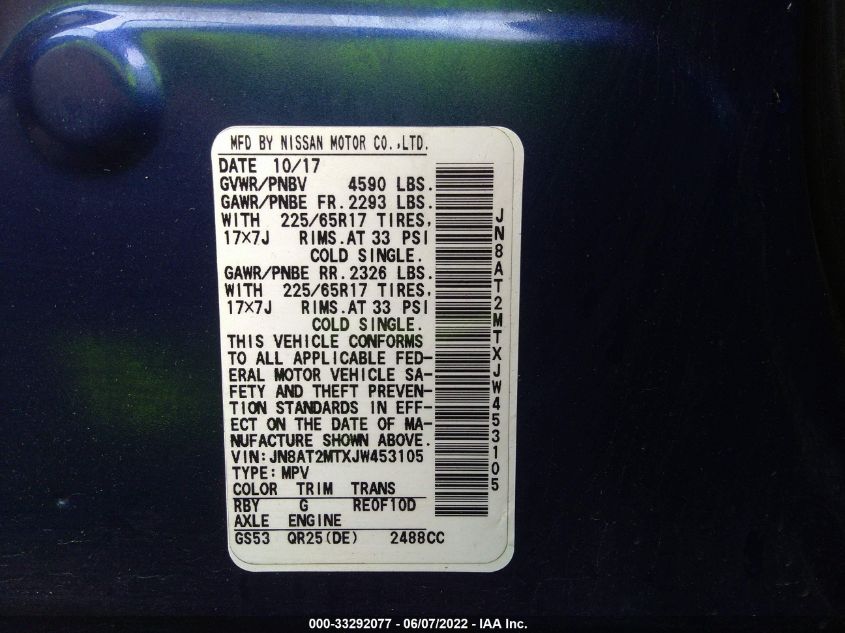 MFD BY NISSAN MOTOR CO.,LTD.
DATE 10/17
GVWR/PNBV 4590 LBS.
GAWR/PNBE FR.2293 LBS.
WITH 225/65R17 TIRES,
17×7J RIMS.AT 33 PSI
COLD SINGLE.
GAWR/PNBE RR.2326 LBS.
WITH 225/65R17 TIRES,
17×7J RIMS.AT 33 PSI
COLD SINGLE.
THIS VEHICLE CONFORMS
TO ALL APPLICABLE FED-
ERAL MOTOR VEHICLE SA-
FETY AND THEFT PREVEN-
TION STANDARDS IN EFF-
ECT ON THE DATE OF MA-
NUFACTURE SHOWN ABOVE.
VIN:JN8AT2MTXJW453105
TYPE:MPV
COLOR TRIM TRANS
RBY G RE0F10D
AXLE ENGINE
GS53 QR25(DE) 2488CC
JN8AT2MTXJW453105
000-33292077 - 06/07/2022 - IAA Inc.